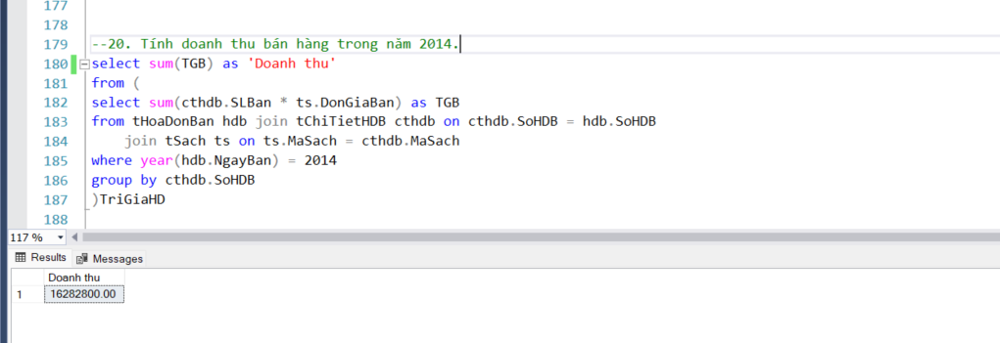 177
178
179 --20. Tính doanh thu bán hàng trong năm 2014.
180 select sum(TGB) as 'Doanh thu'
181 from (
182 select sum(cthdb.SLBan * ts.DonGiaBan) as TGB
183 from tHoaDonBan hdb join tChiTietHDB cthdb on cthdb.SoHDB = hdb.SoHDB
184 join tSach ts on ts.MaSach = cthdb.MaSach
185 where year(hdb.NgayBan) = 2014
186 group by cthdb.SoHDB
187 )TriGiaHD
188
117 %
Results Messages
Doanh thu
1 16282800.00